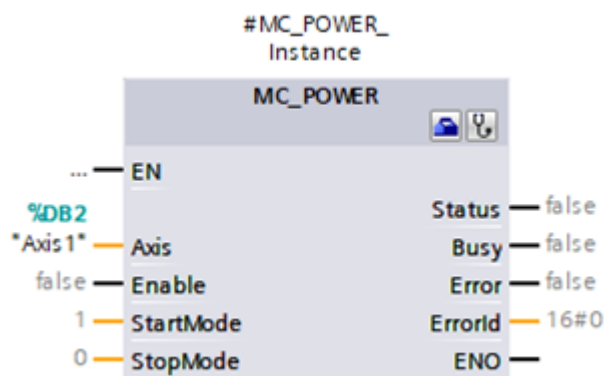 #MC_POWER_
Instance
MC_POWER
... EN
%DB2 Status false
"Axis1" Axis Busy false
false Enable Error false
1 StartMode ErrorId 16#0
0 StopMode ENO